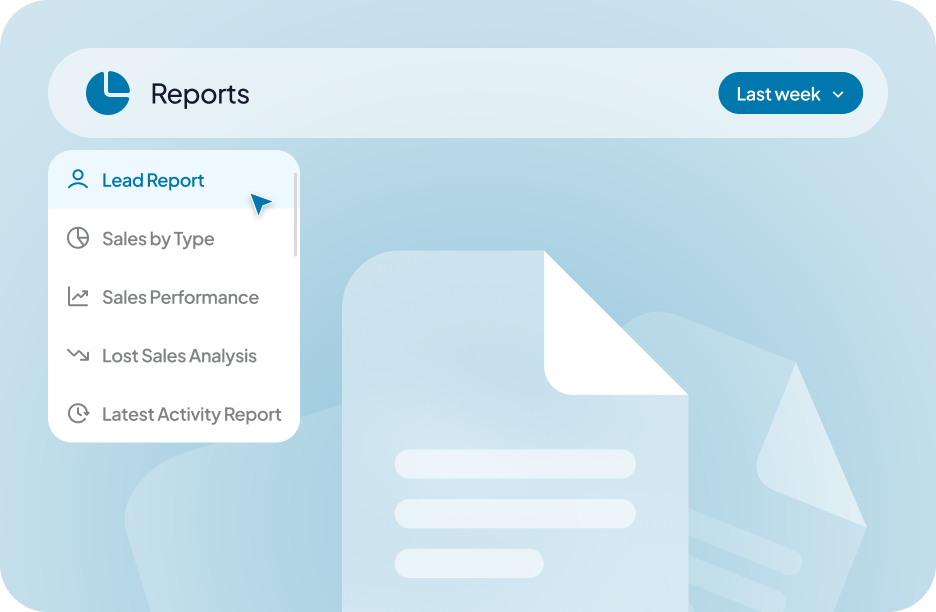 Reports
Last week
Lead Report
Sales by Type
Sales Performance
Lost Sales Analysis
Latest Activity Report